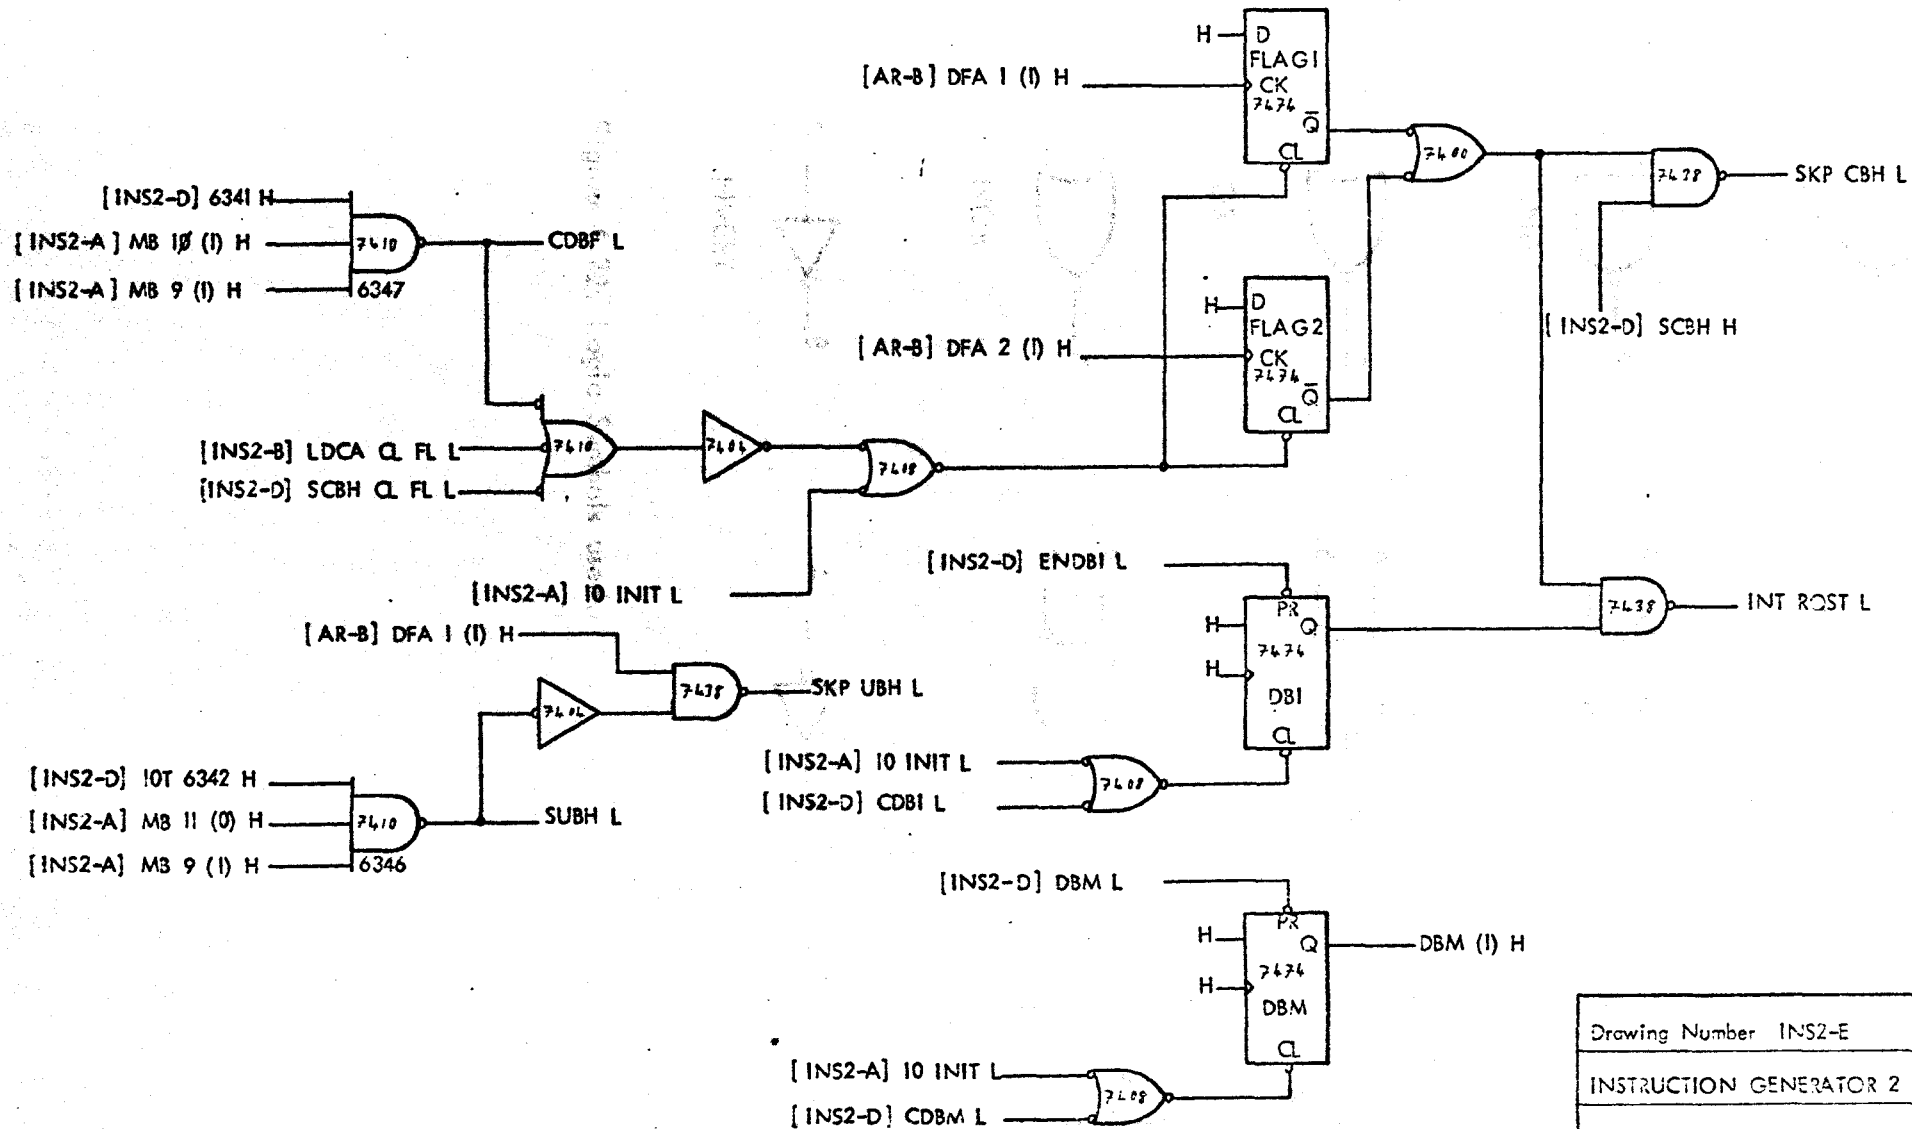 H
D
FLAG1
[AR-B] DFA 1 (1) H
CK
7474
Q̅
CL
7400
7438
SKP CBH L
[INS2-D] 6341 H
[INS2-A] MB 10 (1) H
7410
CDBF L
[INS2-A] MB 9 (1) H
6347
H
D
FLAG2
[AR-B] DFA 2 (1) H
CK
7474
Q̅
CL
[INS2-D] SCBH H
[INS2-B] LDCA CL FL L
7410
7404
7408
[INS2-D] SCBH CL FL L
[INS2-A] IO INIT L
[INS2-D] ENDBI L
PR
H
Q
7474
H
DBI
CL
7438
INT RQST L
[AR-B] DFA 1 (1) H
7438
SKP UBH L
7404
[INS2-D] IOT 6342 H
[INS2-A] MB 11 (0) H
7410
SUBH L
[INS2-A] MB 9 (1) H
6346
[INS2-A] IO INIT L
7408
[INS2-D] CDBI L
[INS2-D] DBM L
PR
H
Q
DBM (1) H
7474
H
DBM
CL
[INS2-A] IO INIT L
7408
[INS2-D] CDBM L
Drawing Number INS2-E
INSTRUCTION GENERATOR 2